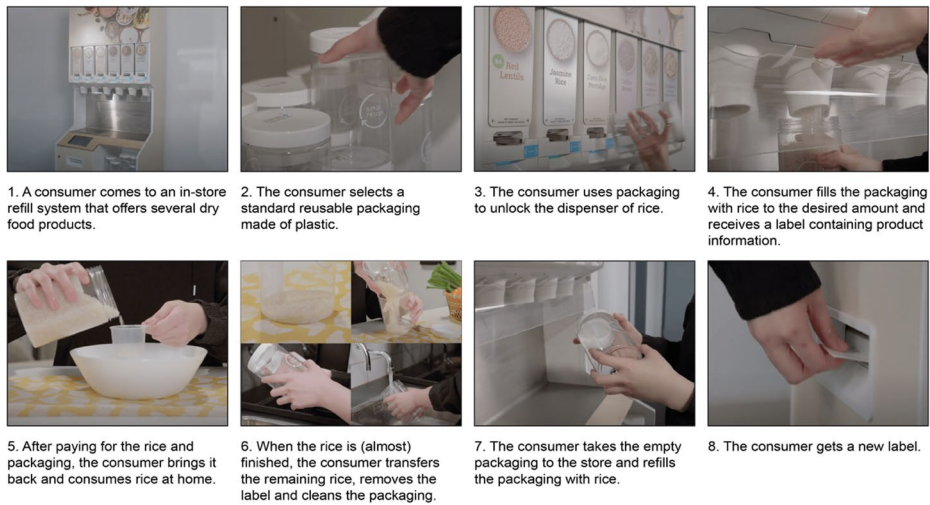 Red
Lentils
Jasmine
Rice
1. A consumer comes to an in-store
refill system that offers several dry
food products.
2. The consumer selects a
standard reusable packaging
made of plastic.
3. The consumer uses packaging
to unlock the dispenser of rice.
4. The consumer fills the packaging
with rice to the desired amount and
receives a label containing product
information.
5. After paying for the rice and
packaging, the consumer brings it
back and consumes rice at home.
6. When the rice is (almost)
finished, the consumer transfers
the remaining rice, removes the
label and cleans the packaging.
7. The consumer takes the empty
packaging to the store and refills
the packaging with rice.
8. The consumer gets a new label.